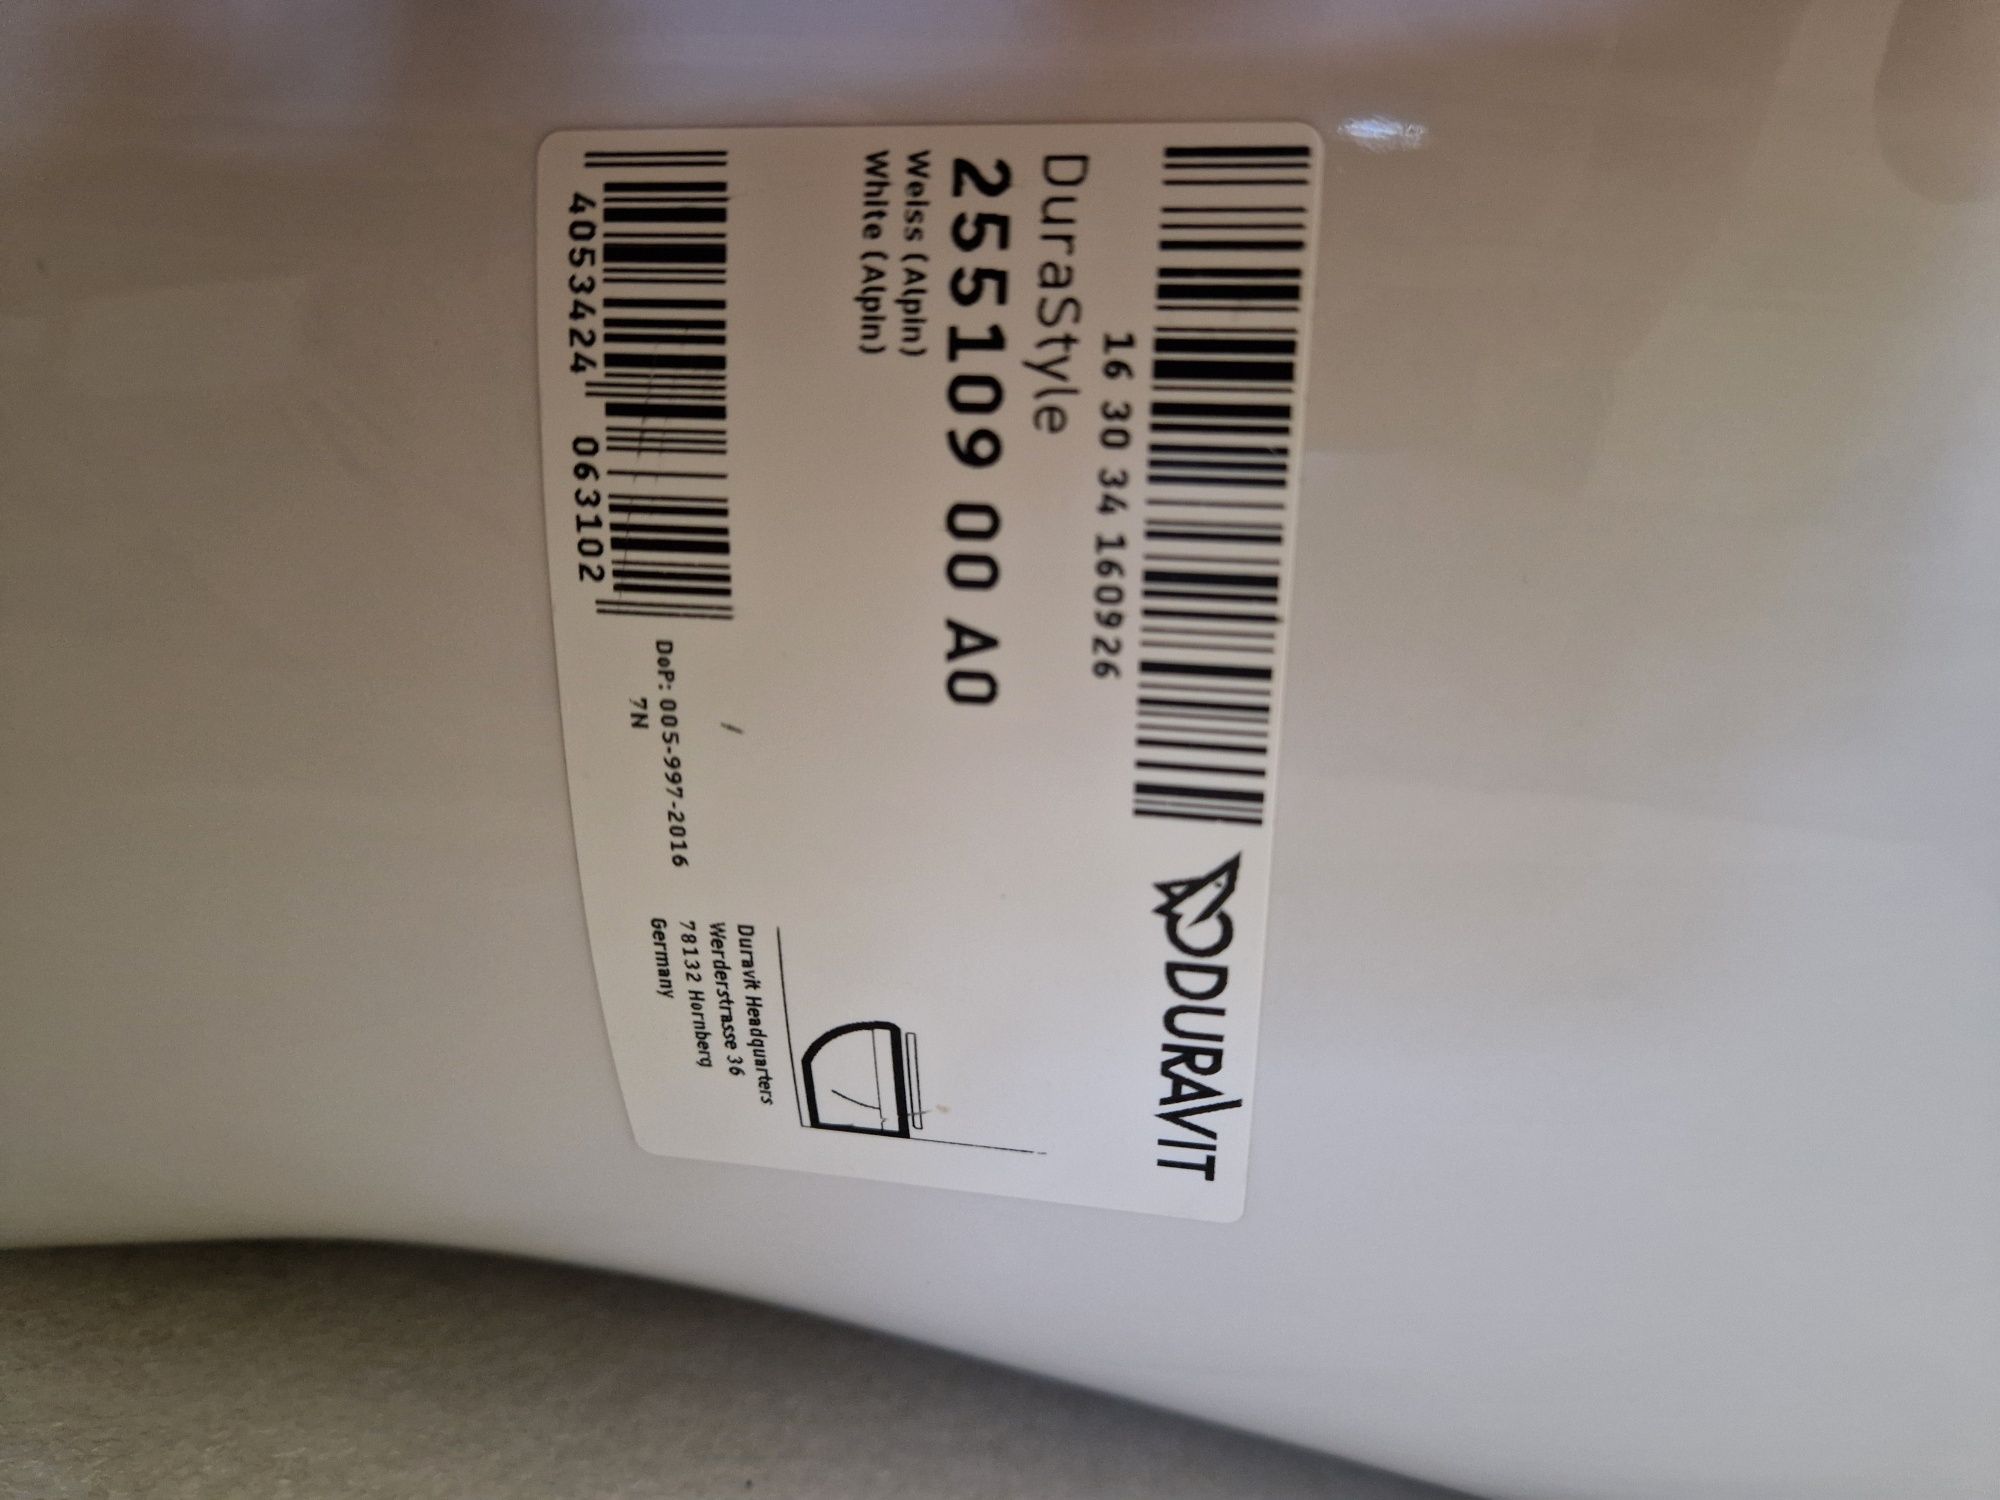 DURAVIT
16 30 34 160926
DuraStyle
255109 00 A0
Weiss (Alpin)
White (Alpin)
4053424 063102
DoP: 005-997-2016
7N
Duravit Headquarters
Werderstrasse 36
78132 Hornberg
Germany